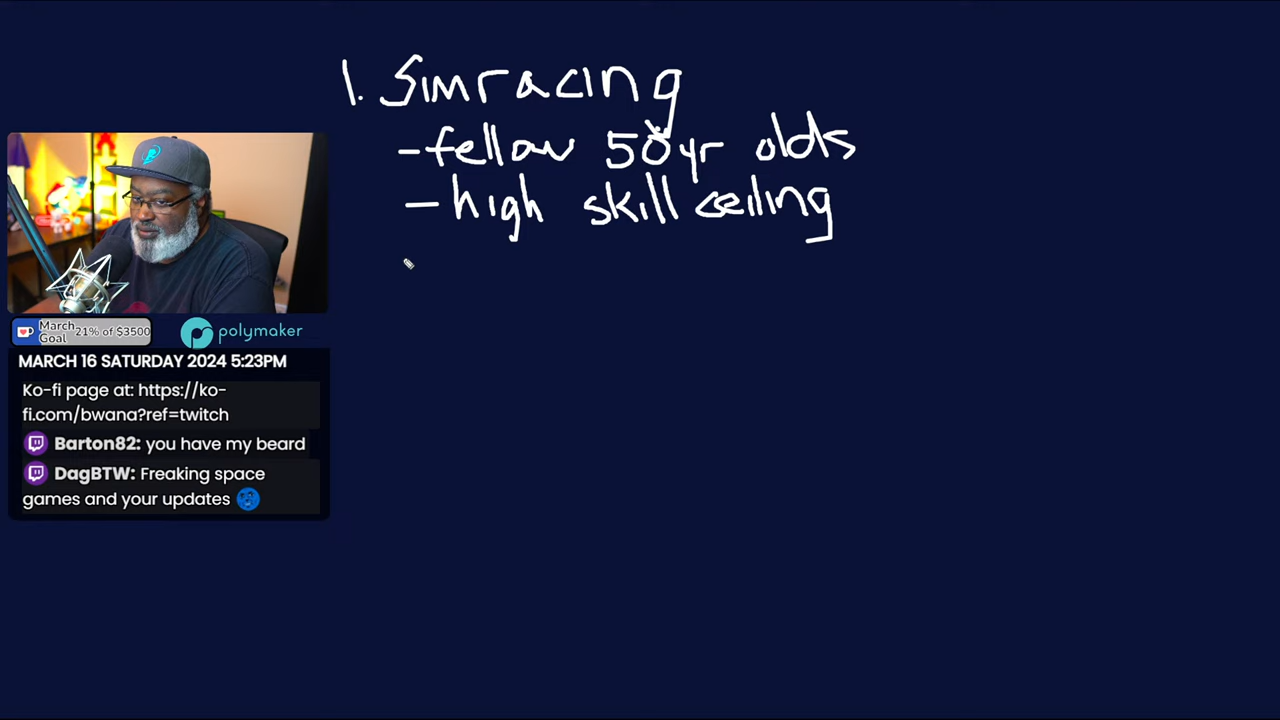 1. Simracing
-fellow 50yr olds
-high skill ceiling
March Goal 21% of $3500
polymaker
MARCH 16 SATURDAY 2024 5:23PM
Ko-fi page at: https://ko-
fi.com/bwana?ref=twitch
Barton82: you have my beard
DagBTW: Freaking space
games and your updates